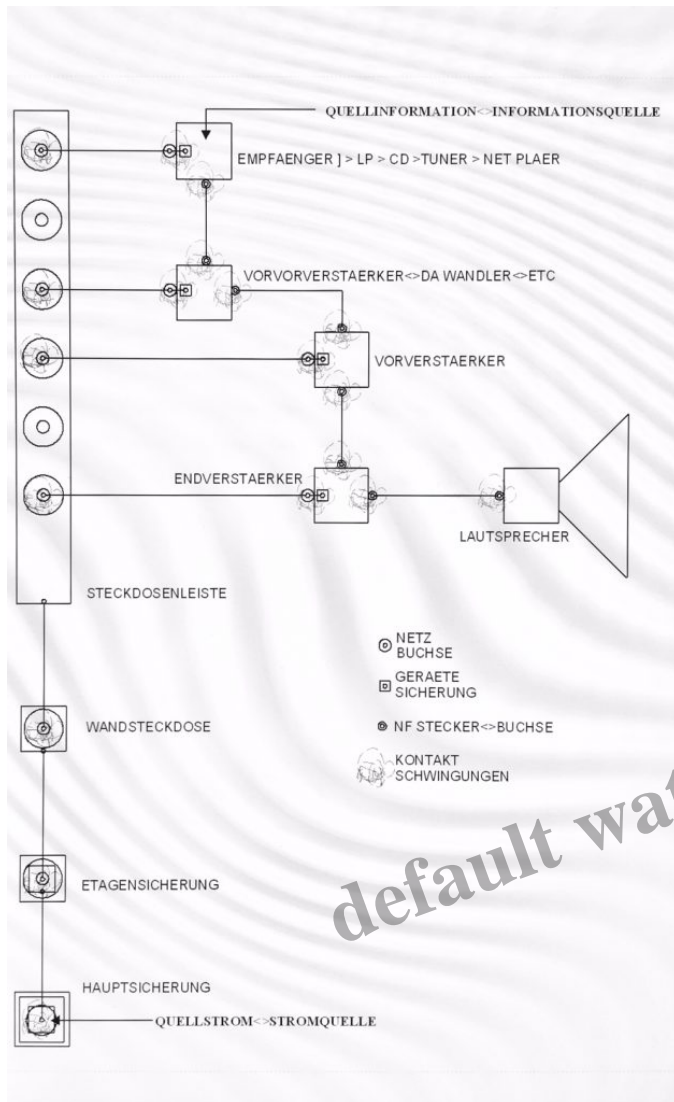 QUELLINFORMATION<>INFORMATIONSQUELLE
EMPFAENGER ] > LP > CD >TUNER > NET PLAER
VORVORVERSTAERKER<>DA WANDLER<>ETC
VORVERSTAERKER
ENDVERSTAERKER
LAUTSPRECHER
STECKDOSENLEISTE
NETZ
BUCHSE
GERAETE
SICHERUNG
WANDSTECKDOSE
NF STECKER<>BUCHSE
KONTAKT
SCHWINGUNGEN
default
ETAGENSICHERUNG
HAUPTSICHERUNG
QUELLSTROM<>STROMQUELLE